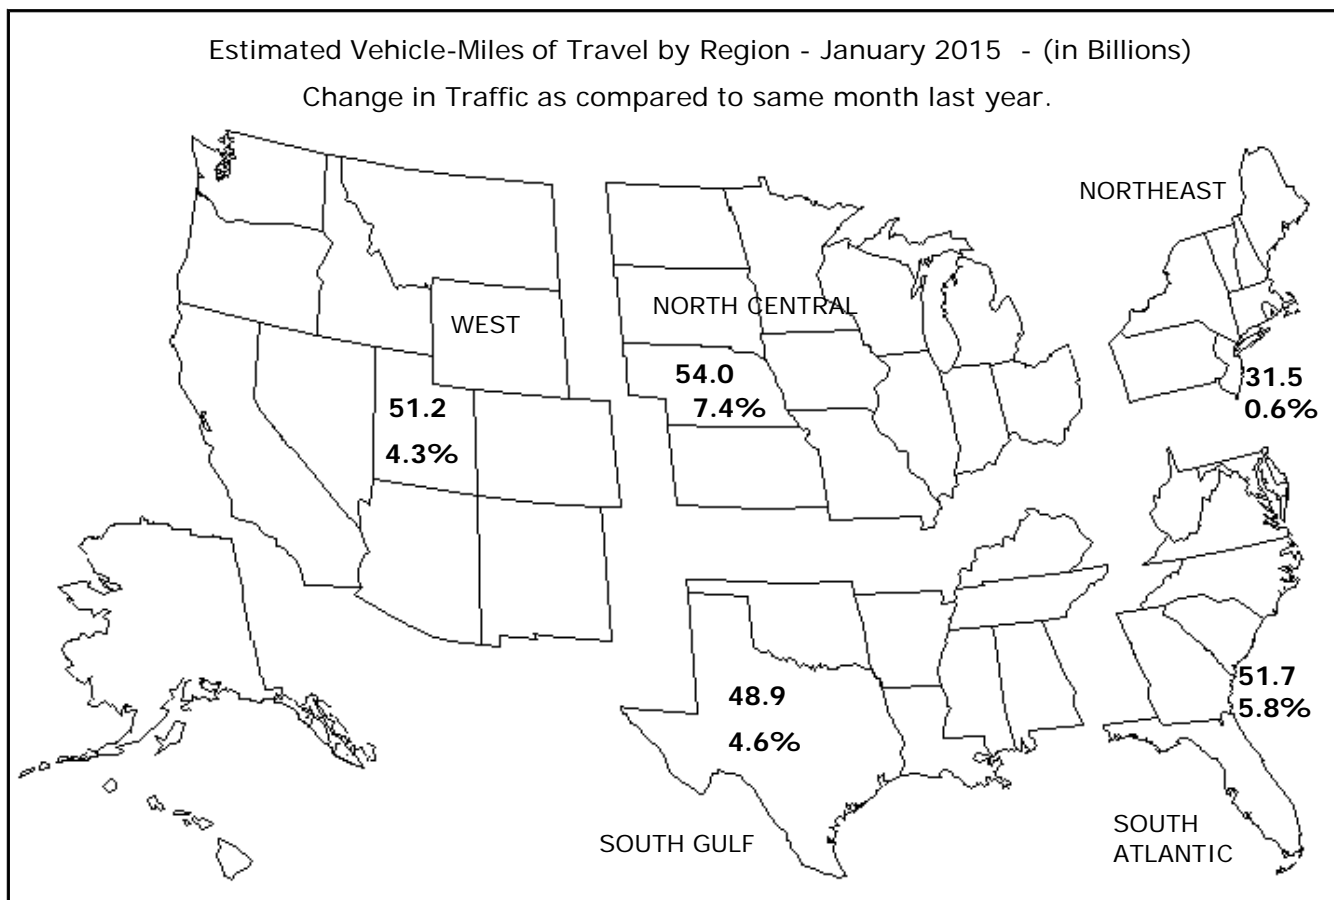 Estimated Vehicle-Miles of Travel by Region - January 2015 - (in Billions)
Change in Traffic as compared to same month last year.
NORTHEAST
NORTH CENTRAL
WEST
54.0
7.4%
31.5
0.6%
51.2
4.3%
51.7
5.8%
48.9
4.6%
SOUTH GULF
SOUTH
ATLANTIC